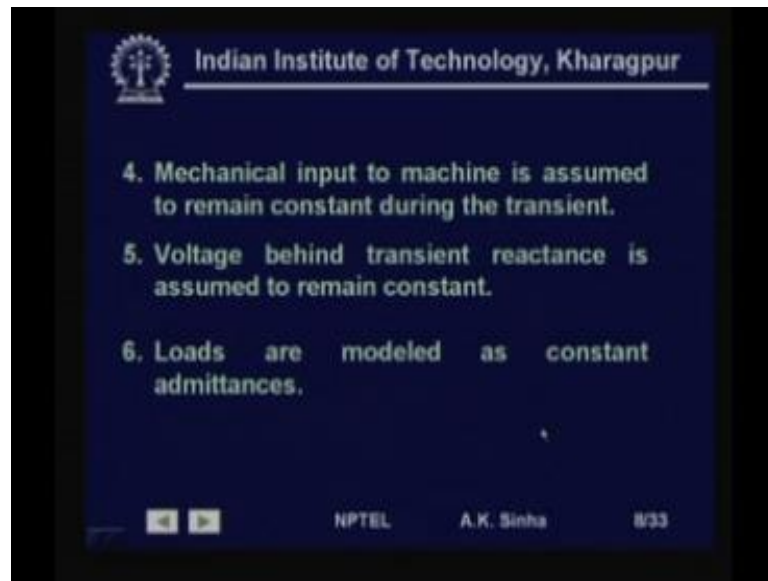 Indian Institute of Technology, Kharagpur
4. Mechanical input to machine is assumed
to remain constant during the transient.
5. Voltage behind transient reactance is
assumed to remain constant.
6. Loads are modeled as constant
admittances.
NPTEL A.K. Sinha 8/33